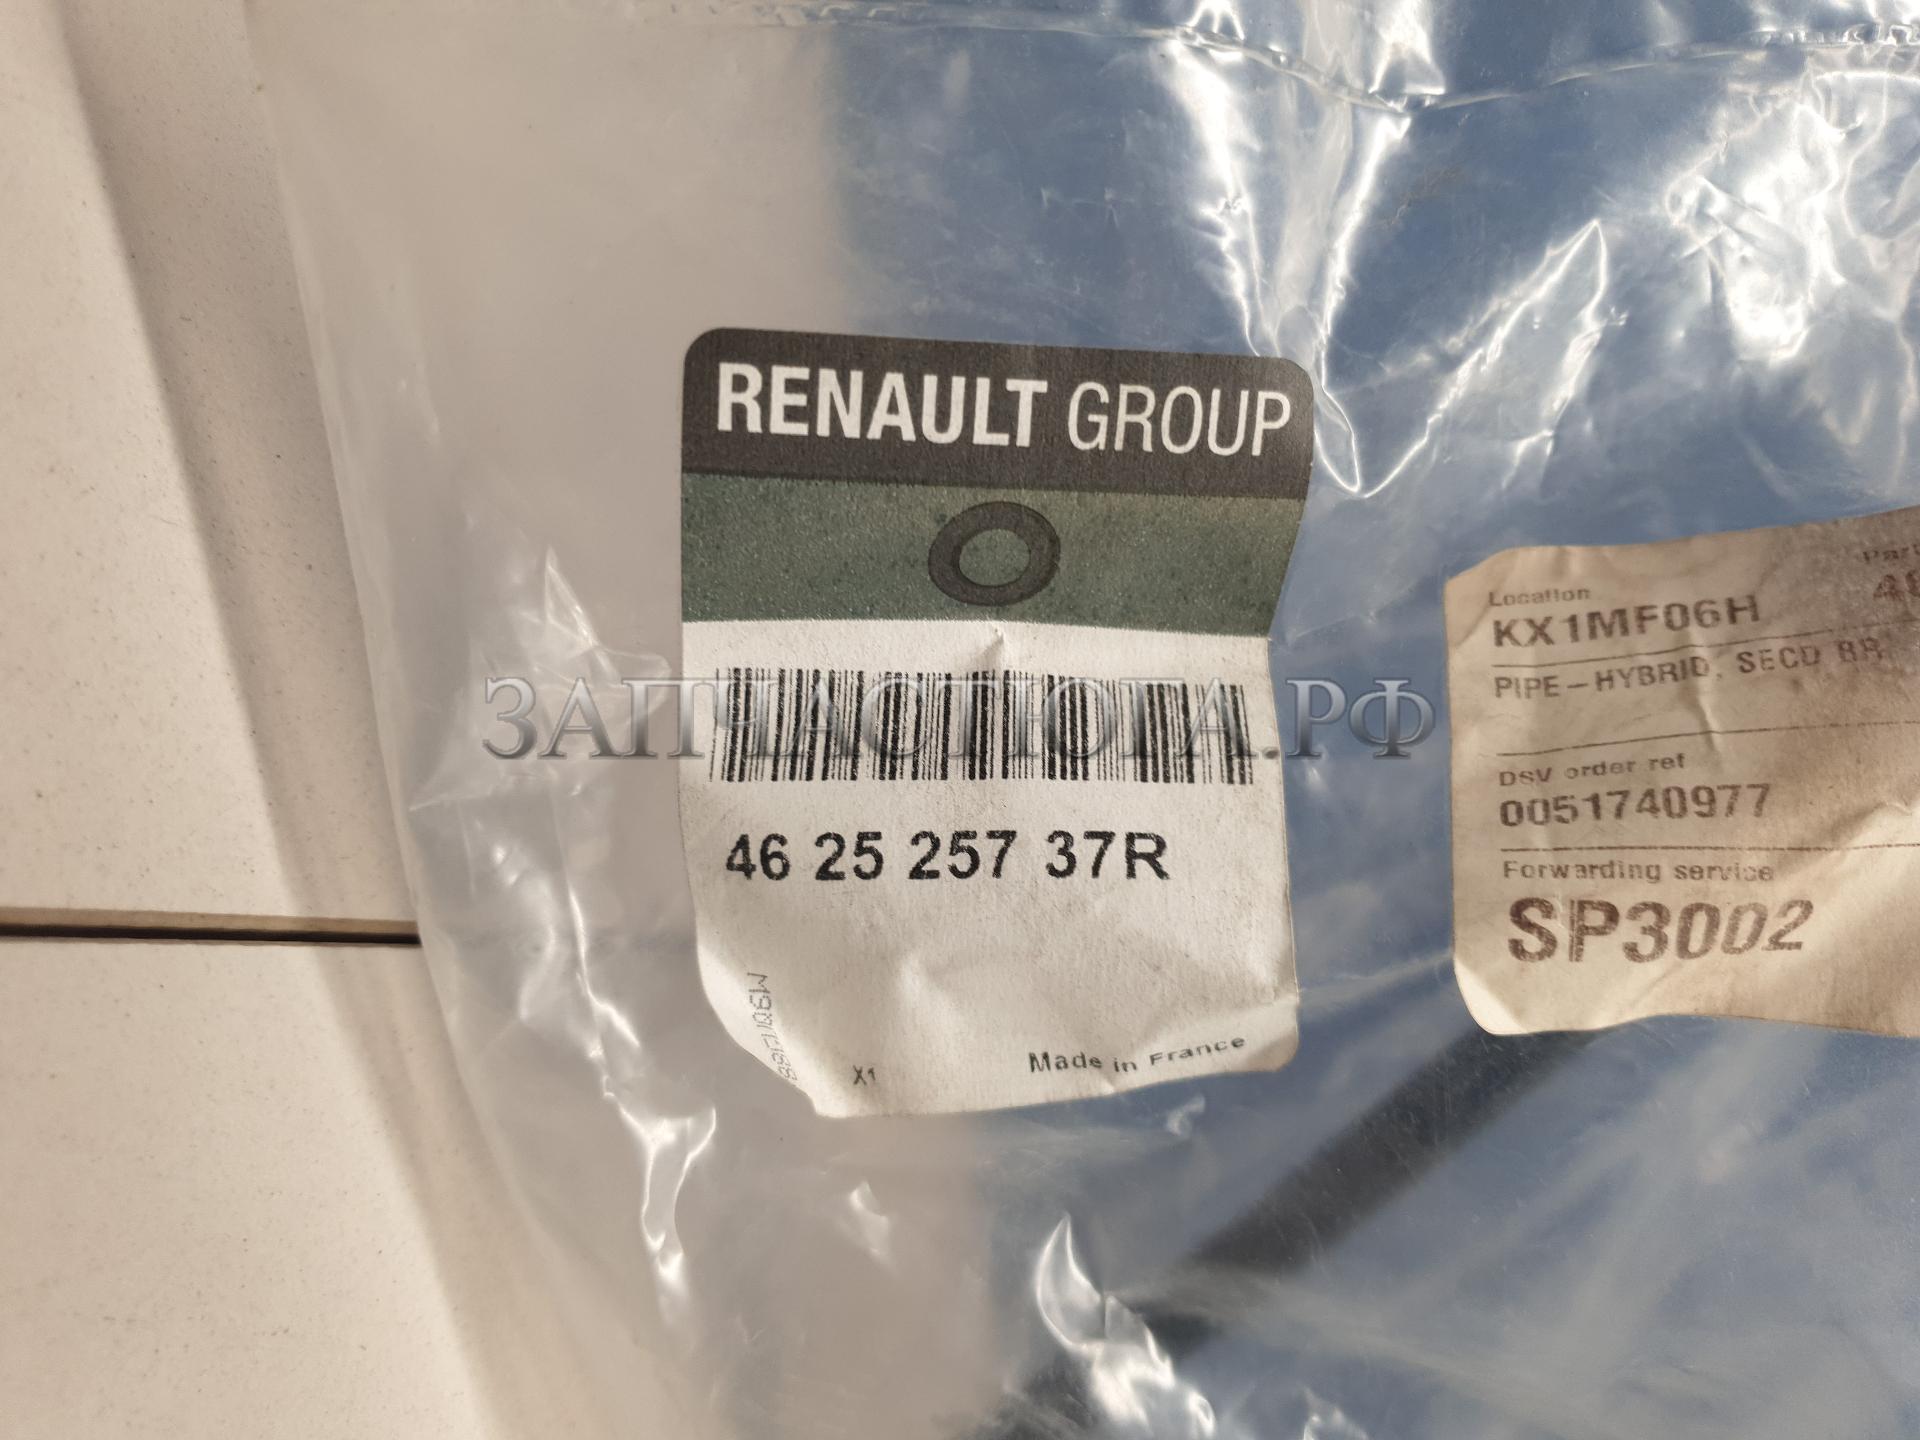 RENAULT GROUP
ЗАПЧАСТЮГА.РФ
46 25 257 37R
X1
Made in France
Location
KX1MF06H
PIPE-HYBRID, SECD BR
DSV order ref
0051740977
Forwarding service
SP3002